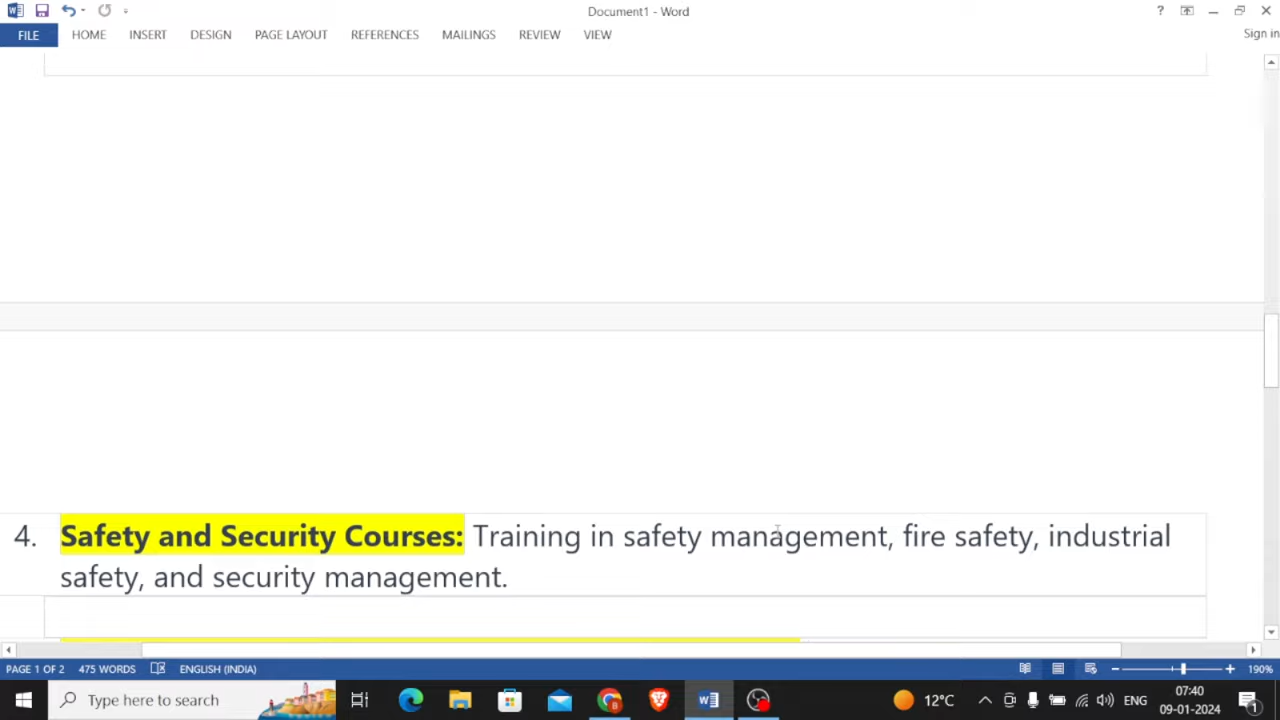 Document1 - Word
?
FILE HOME INSERT DESIGN PAGE LAYOUT REFERENCES MAILINGS REVIEW VIEW Sign in
4. Safety and Security Courses: Training in safety management, fire safety, industrial
safety, and security management.
PAGE 1 OF 2 475 WORDS ENGLISH (INDIA) 190%
Type here to search 12°C ENG 07:40
09-01-2024
1